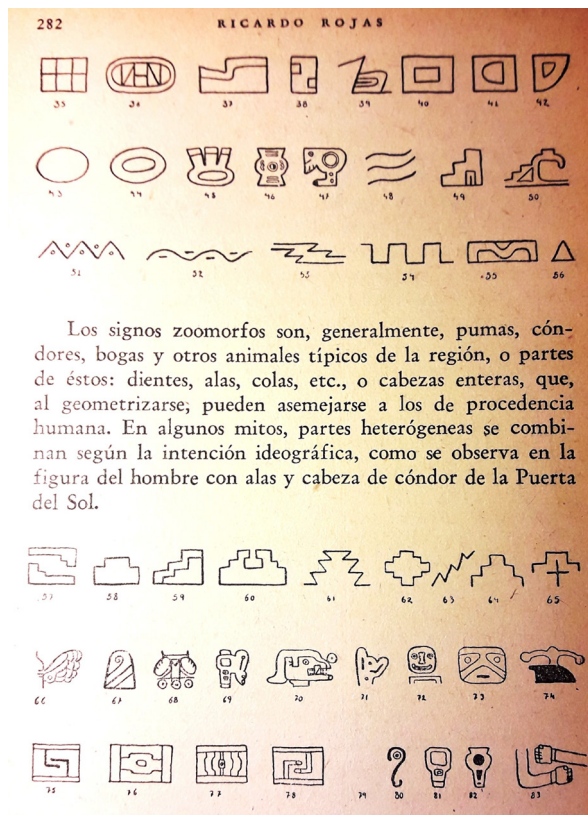 282
RICARDO ROJAS
35 36 37 38 39 40 41 42
43 44 45 46 47 48 49 50
51 52 53 54 55 56
Los signos zoomorfos son, generalmente, pumas, cón-
dores, bogas y otros animales típicos de la región, o partes
de éstos: dientes, alas, colas, etc., o cabezas enteras, que,
al geometrizarse, pueden asemejarse a los de procedencia
humana. En algunos mitos, partes heterógeneas se combi-
nan según la intención ideográfica, como se observa en la
figura del hombre con alas y cabeza de cóndor de la Puerta
del Sol.
57 58 59 60 61 62 63 64 65
66 67 68 69 70 71 72 73 74
75 76 77 78 79 80 81 82 83